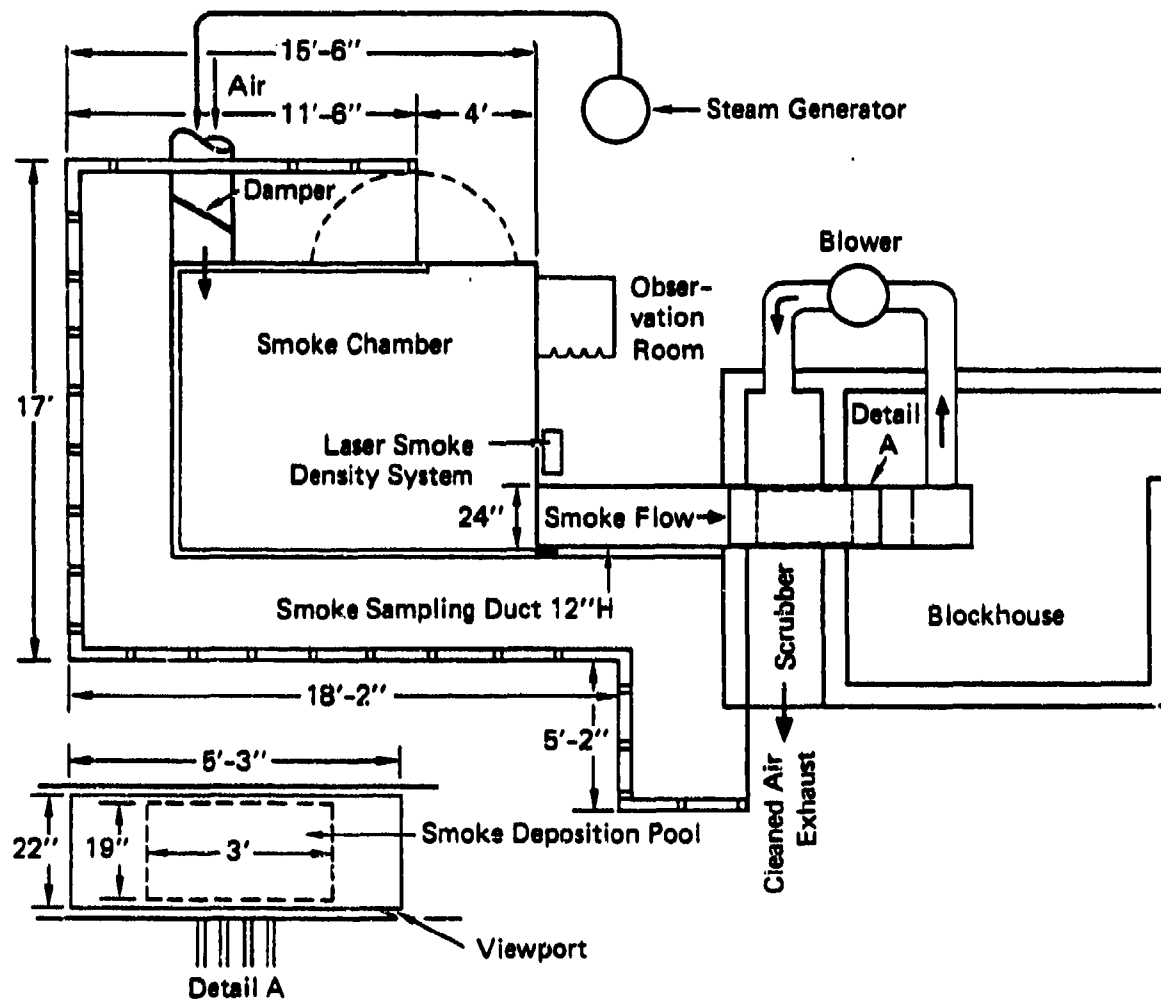 15'-6"
Air
11'-6"
4'
Steam Generator
Damper
Blower
Obser-
vation
Room
Smoke Chamber
17'
Detail
A
Laser Smoke
Density System
24"
Smoke Flow
Smoke Sampling Duct 12"H
Scrubber
Blockhouse
18'-2"
5'-2"
Cleaned Air
Exhaust
5'-3"
Smoke Deposition Pool
22"
19"
3'
Viewport
Detail A